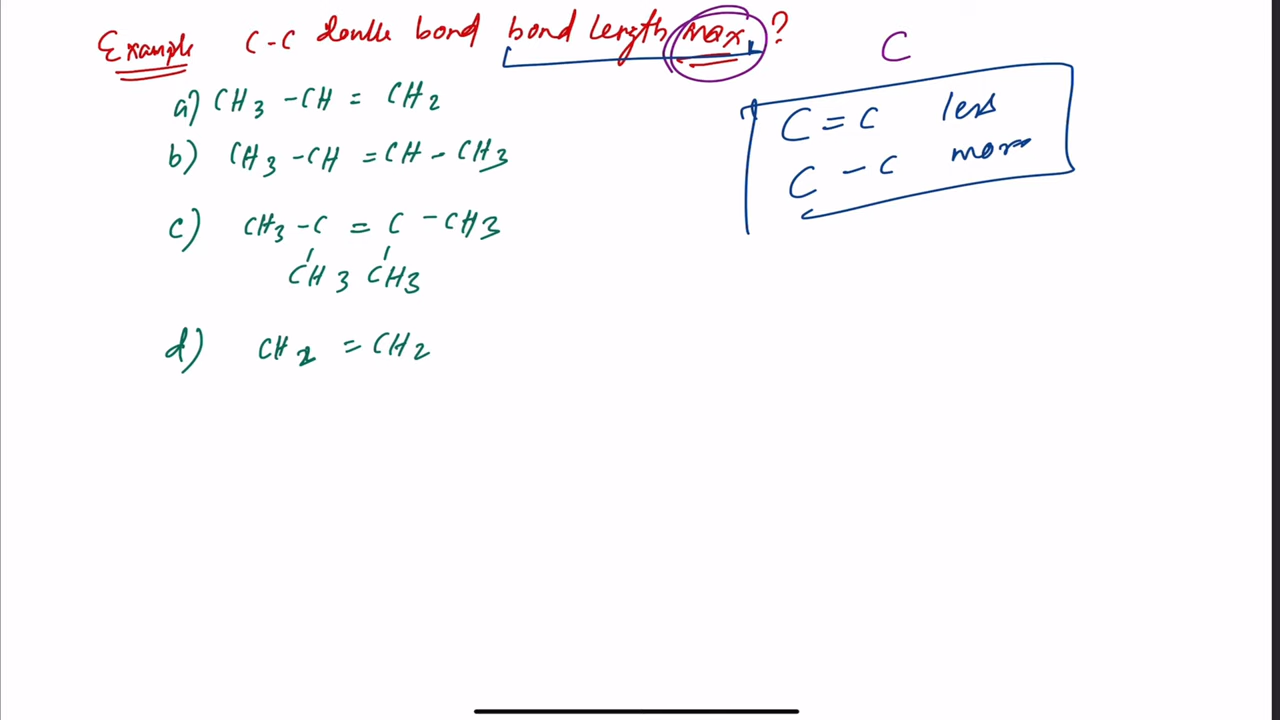 Example C-C double bond bond length max. ?
a) CH3 - CH = CH2
b) CH3 - CH = CH - CH3
c) CH3 - C = C - CH3
CH3 CH3
d) CH2 = CH2
C
C = C less
C - C more